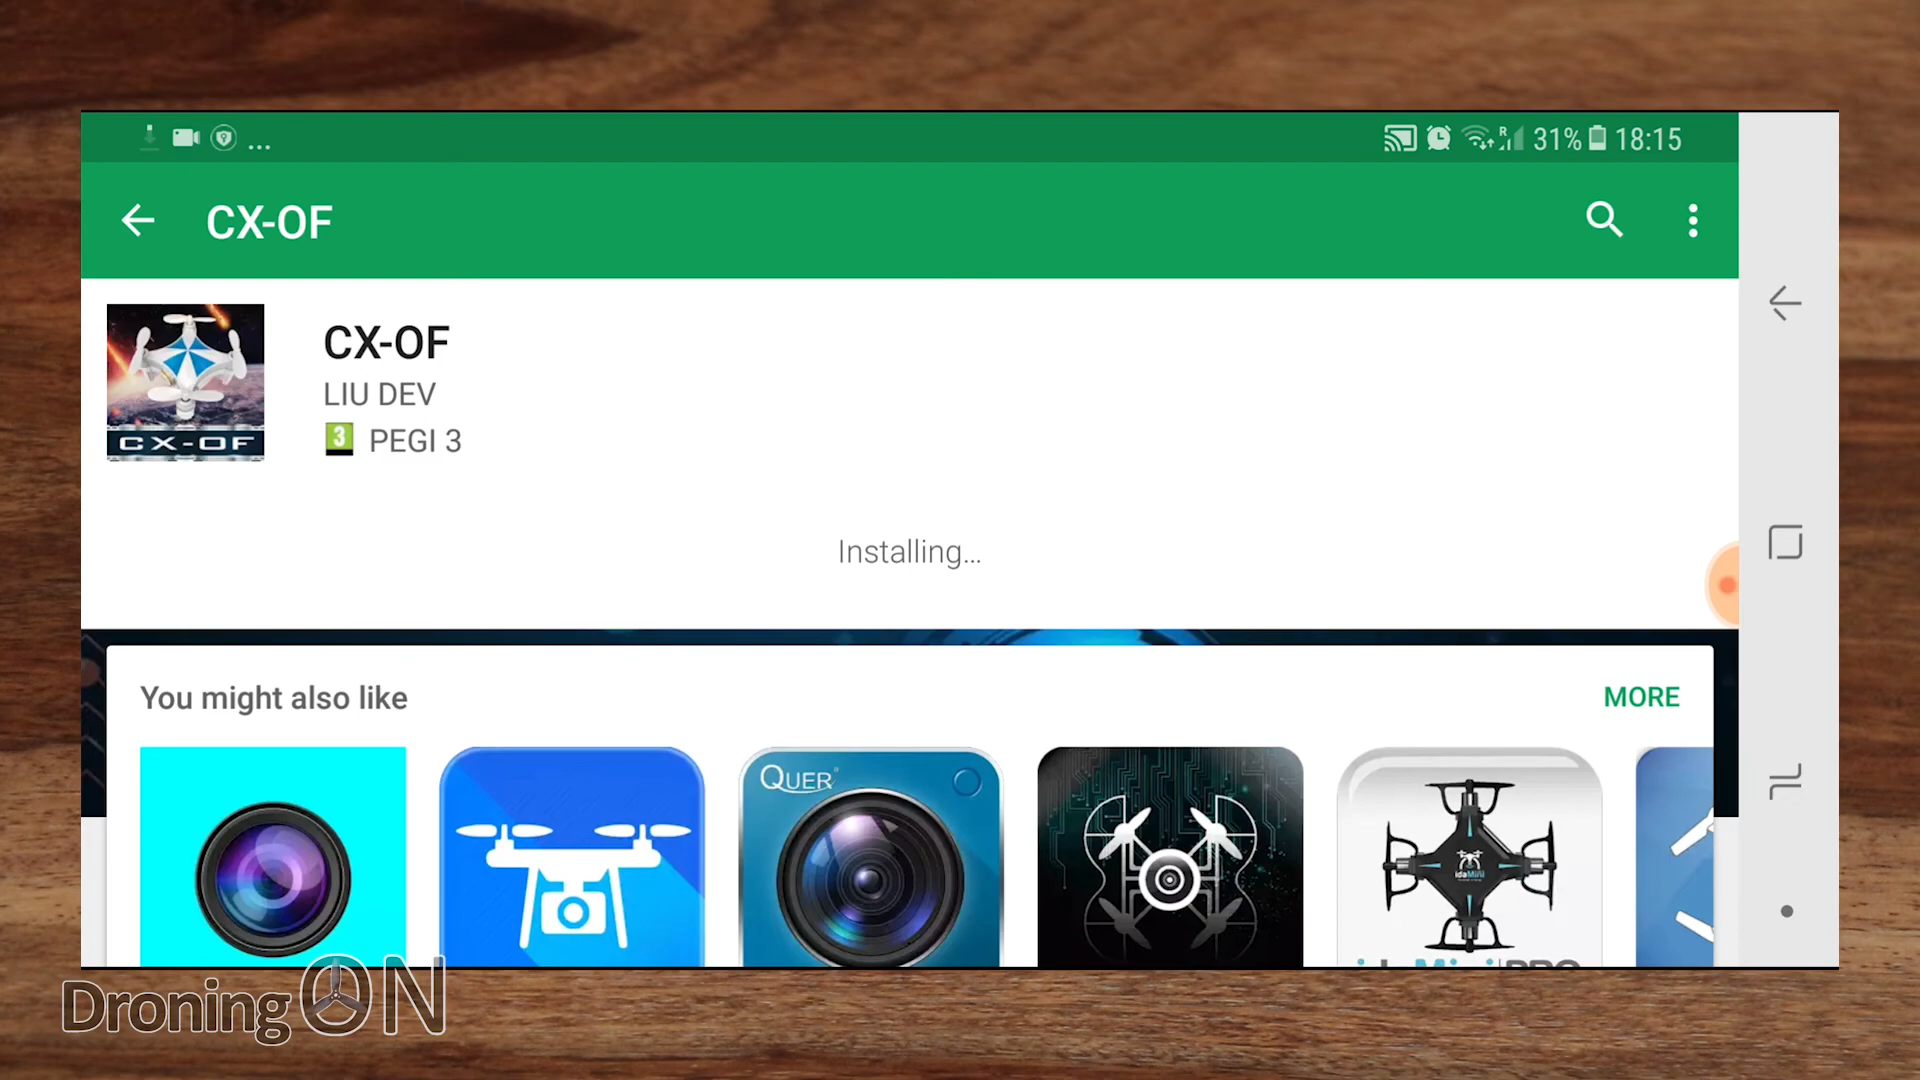 ... R 31% 18:15
CX-OF
CX-OF
LIU DEV
3 PEGI 3
CX-OF
Installing...
You might also like
MORE
QUER
idaMini
DroningON